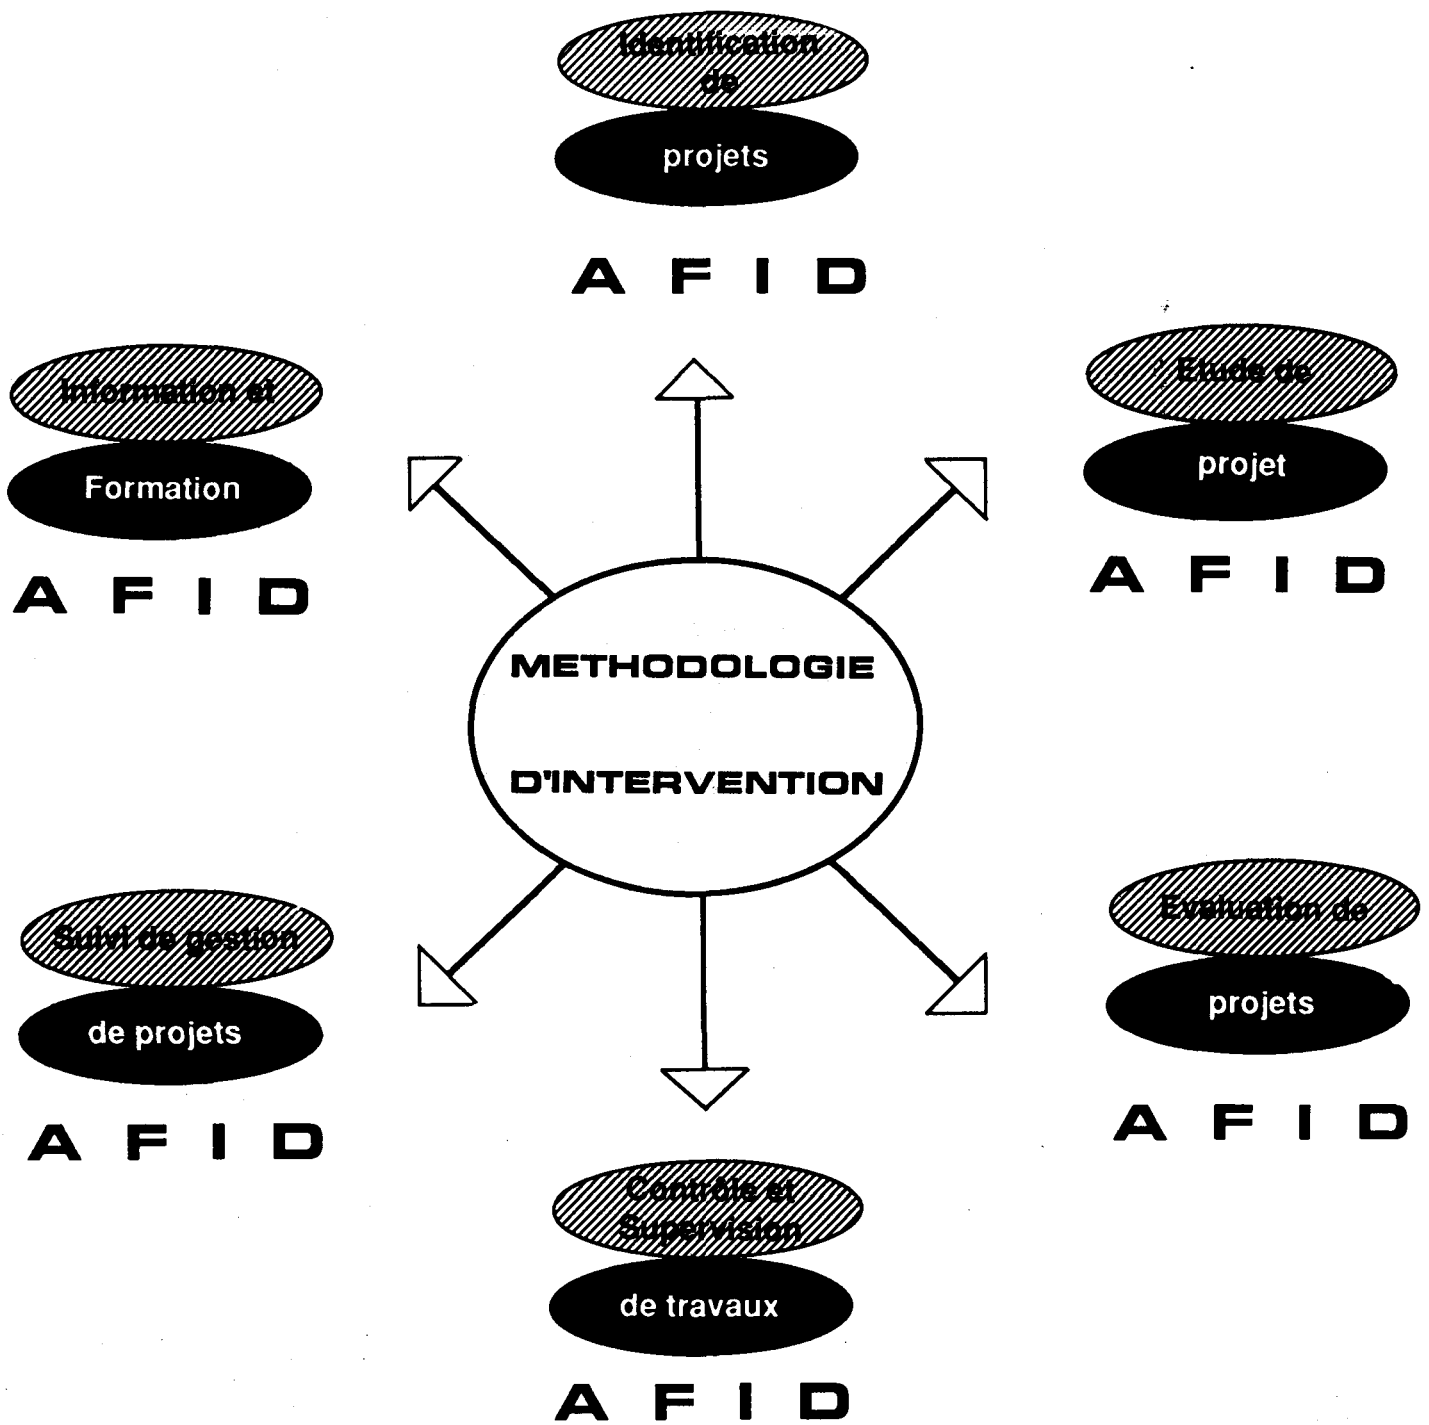 Identification
de
projets
A F I D
Information et
Formation
A F I D
Etude de
projet
A F I D
METHODOLOGIE
D'INTERVENTION
Suivi de gestion
de projets
A F I D
Evaluation de
projets
A F I D
Contrôle et
Supervision
de travaux
A F I D